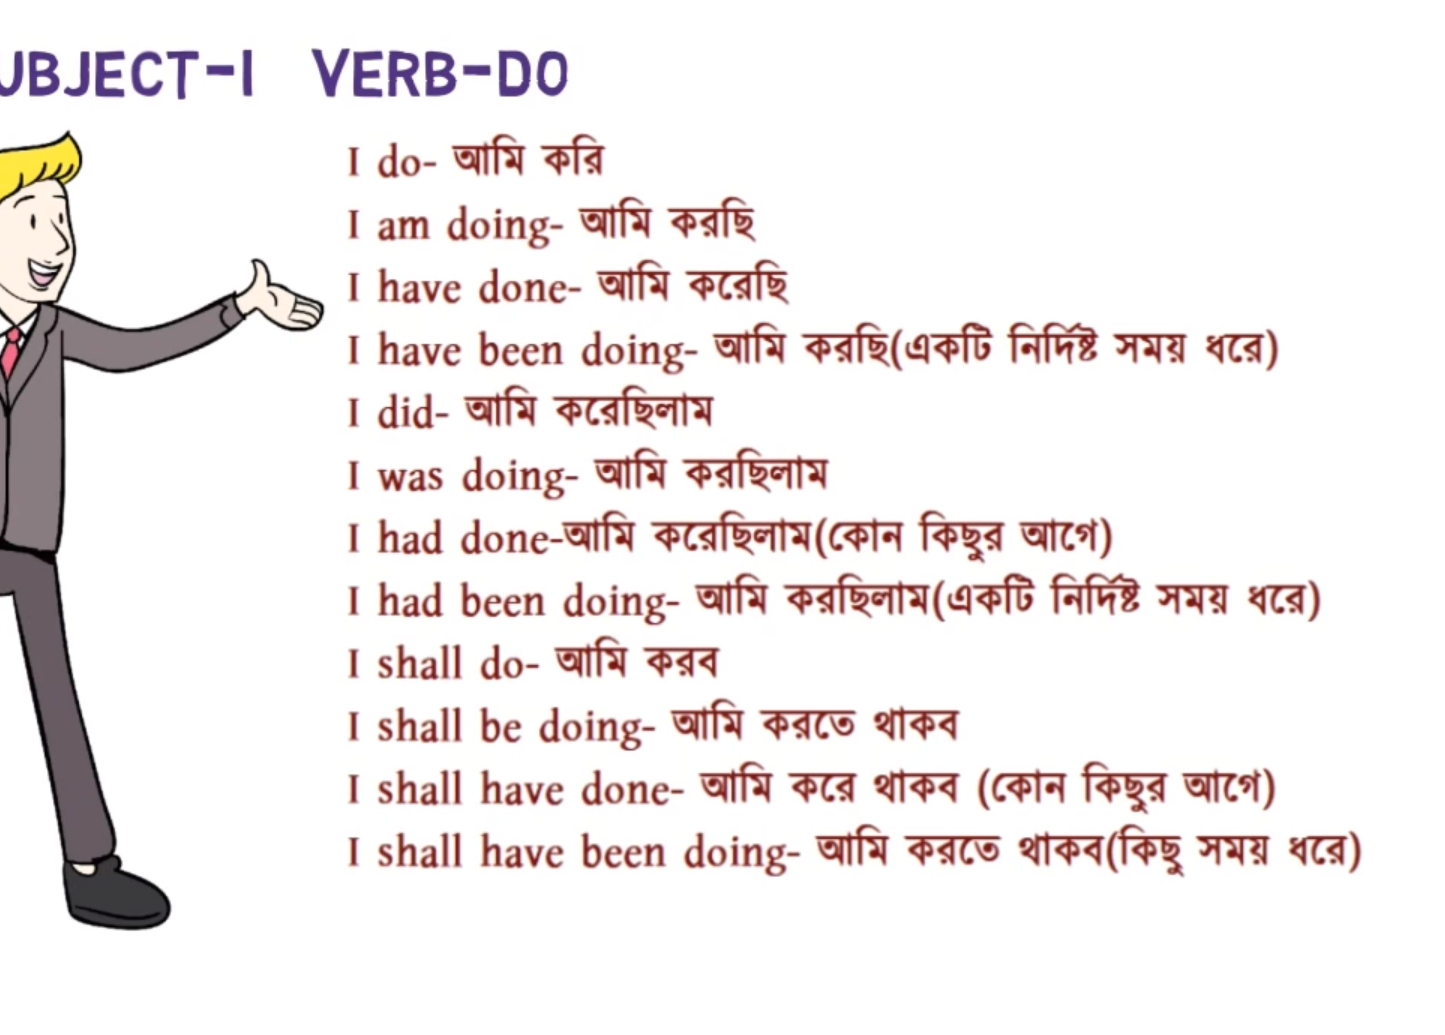 UBJECT-I VERB-DO
I do- আমি করি
I am doing- আমি করছি
I have done- আমি করেছি
I have been doing- আমি করছি(একটি নির্দিষ্ট সময় ধরে)
I did- আমি করেছিলাম
I was doing- আমি করছিলাম
I had done-আমি করেছিলাম(কোন কিছুর আগে)
I had been doing- আমি করছিলাম(একটি নির্দিষ্ট সময় ধরে)
I shall do- আমি করব
I shall be doing- আমি করতে থাকব
I shall have done- আমি করে থাকব (কোন কিছুর আগে)
I shall have been doing- আমি করতে থাকব(কিছু সময় ধরে)